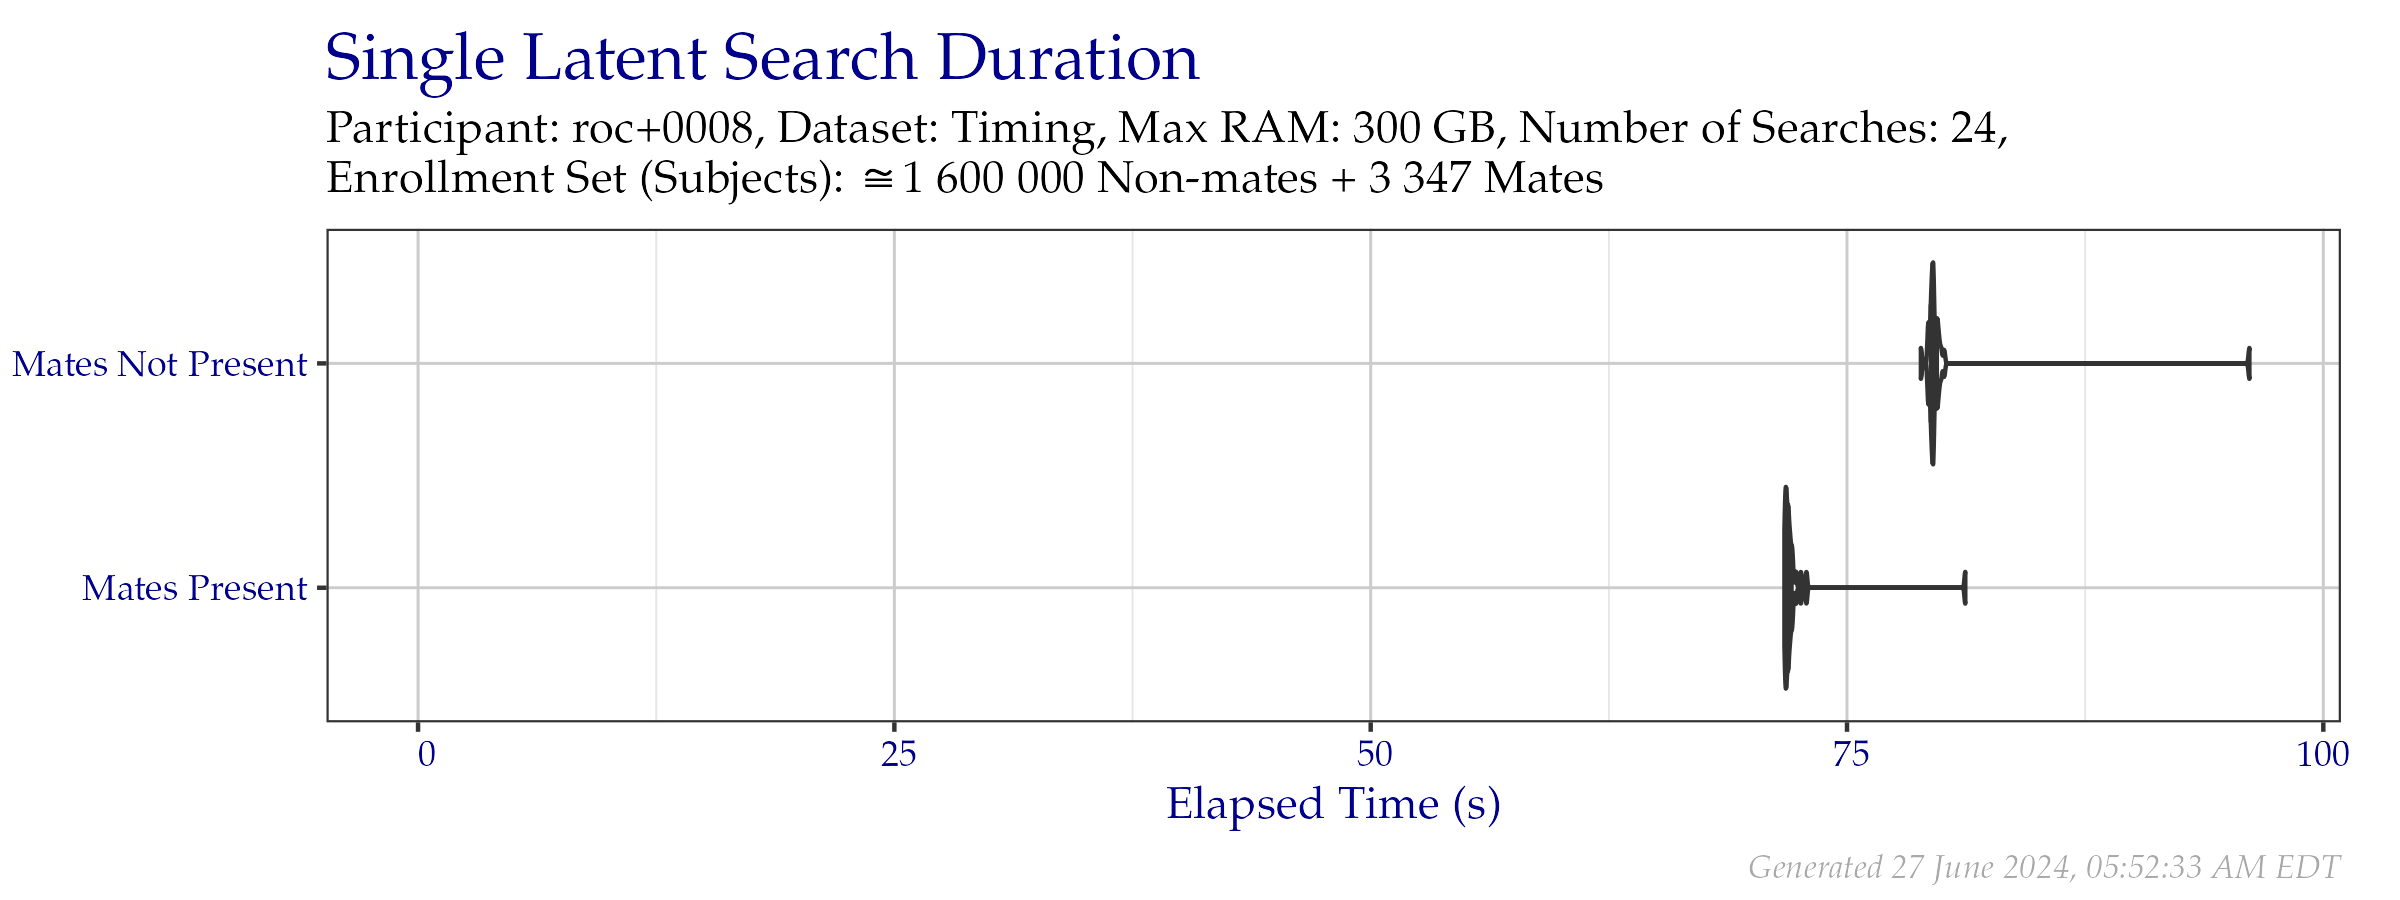 Single Latent Search Duration
Participant: roc+0008, Dataset: Timing, Max RAM: 300 GB, Number of Searches: 24,
Enrollment Set (Subjects): ≅ 1 600 000 Non-mates + 3 347 Mates
Mates Not Present
Mates Present
0 25 50 75 100
Elapsed Time (s)
Generated 27 June 2024, 05:52:33 AM EDT